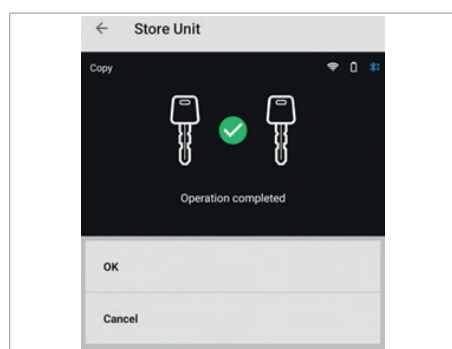 Store Unit
Copy
Operation completed
OK
Cancel